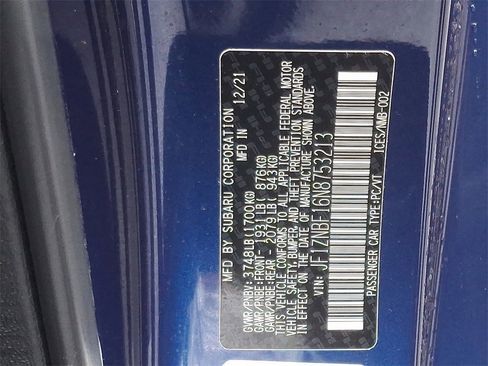 MFD BY SUBARU CORPORATION
MFD IN 12/21
GVWR/PNBV: 3748LB(1700KG)
GAWR/PNBE:FRONT- 1931LB( 876KG)
GAWR/PNBE:REAR - 2079LB( 943KG)
THIS VEHICLE CONFORMS TO ALL APPLICABLE FEDERAL MOTOR
VEHICLE SAFETY, BUMPER, AND THEFT PREVENTION STANDARDS
IN EFFECT ON THE DATE OF MANUFACTURE SHOWN ABOVE.
VIN: JF1ZNBF16N8753213
PASSENGER CAR TYPE:PC/VT
ICES/NMB-002